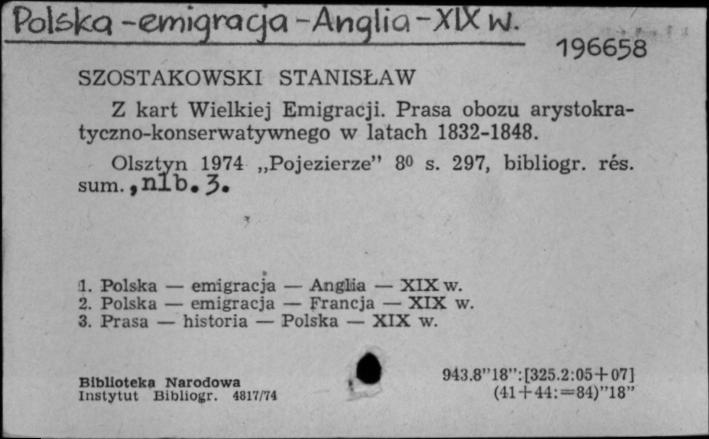 Polska - emigracja - Anglia - XIX w.
196658
SZOSTAKOWSKI STANISŁAW
Z kart Wielkiej Emigracji. Prasa obozu arystokra-
tyczno-konserwatywnego w latach 1832-1848.
Olsztyn 1974 „Pojezierze” 8⁰ s. 297, bibliogr. rés.
sum., nlb. 3.
1. Polska — emigracja — Anglia — XIX w.
2. Polska — emigracja — Francja — XIX w.
3. Prasa — historia — Polska — XIX w.
Biblioteka Narodowa
Instytut Bibliogr. 4817/74
943.8”18”:[325.2:05+07]
(41+44:=84)”18”